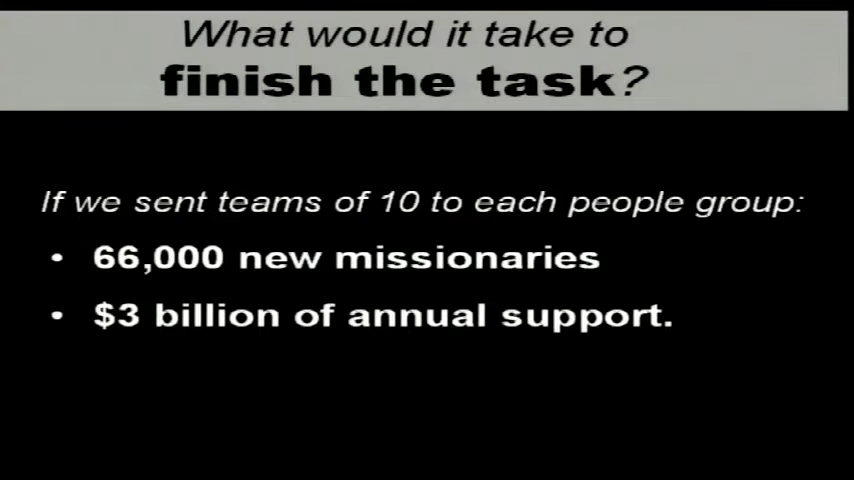 What would it take to
finish the task?
If we sent teams of 10 to each people group:
• 66,000 new missionaries
• $3 billion of annual support.